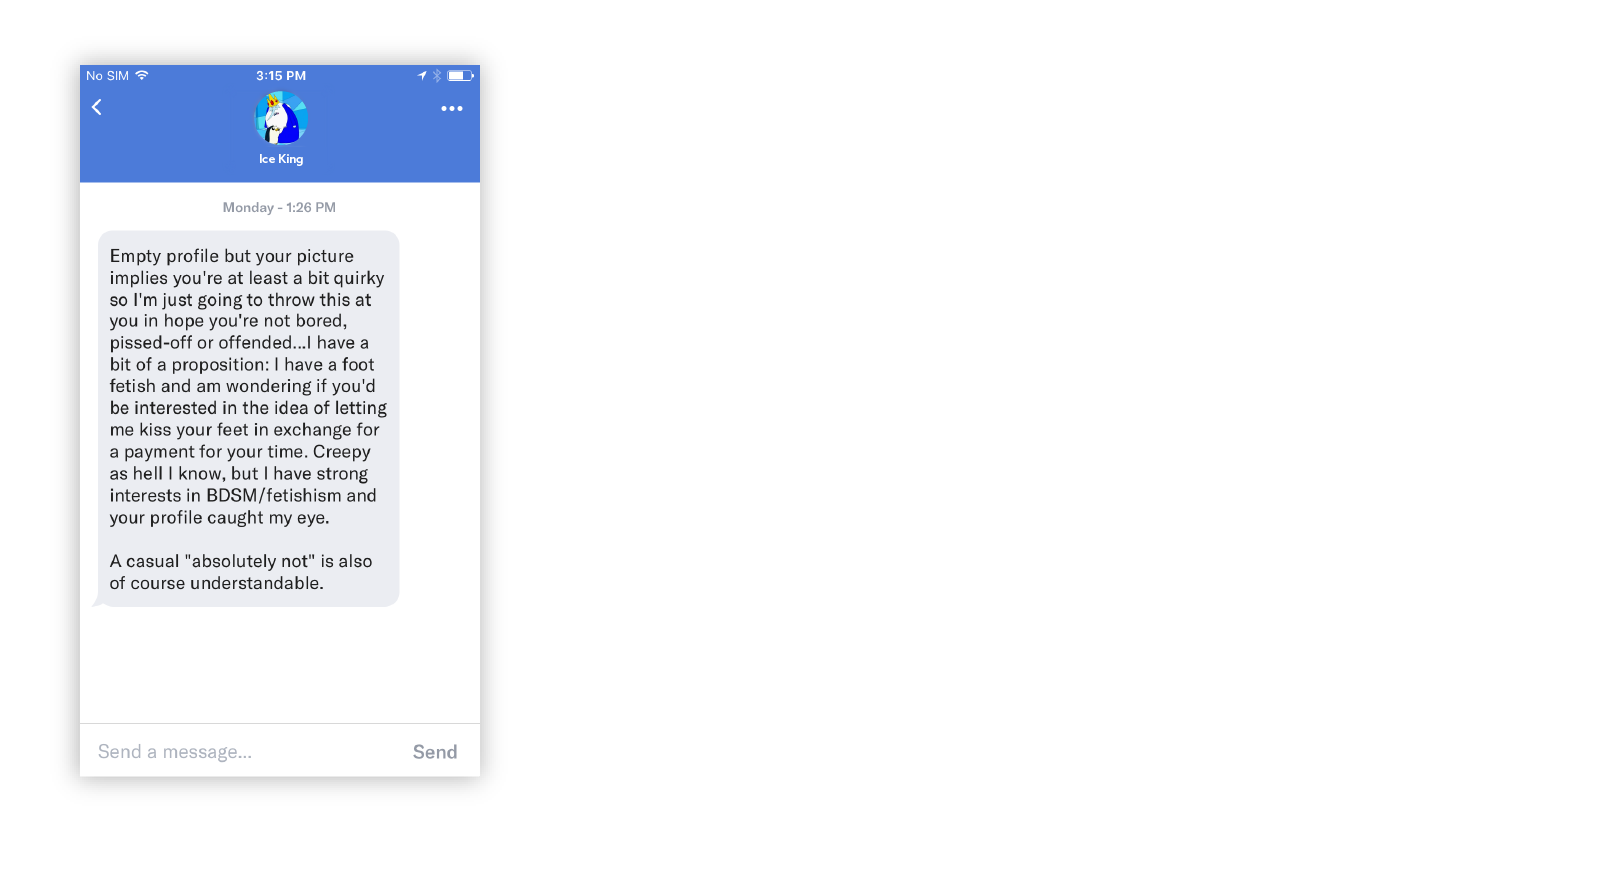 No SIM
3:15 PM
Ice King
Monday - 1:26 PM
Empty profile but your picture
implies you're at least a bit quirky
so I'm just going to throw this at
you in hope you're not bored,
pissed-off or offended...I have a
bit of a proposition: I have a foot
fetish and am wondering if you'd
be interested in the idea of letting
me kiss your feet in exchange for
a payment for your time. Creepy
as hell I know, but I have strong
interests in BDSM/fetishism and
your profile caught my eye.
A casual "absolutely not" is also
of course understandable.
Send a message...
Send